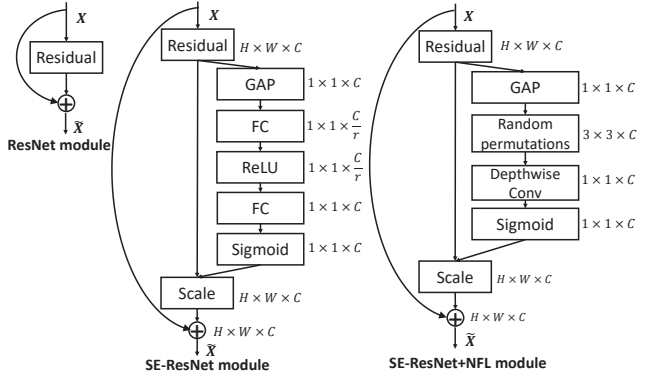 X
Residual
X̃
ResNet module
X
Residual
H × W × C
GAP
1 × 1 × C
FC
1 × 1 × C/r
ReLU
1 × 1 × C/r
FC
1 × 1 × C
Sigmoid
1 × 1 × C
Scale
H × W × C
H × W × C
X̃
SE-ResNet module
X
Residual
H × W × C
GAP
1 × 1 × C
Random
permutations
3 × 3 × C
Depthwise
Conv
1 × 1 × C
Sigmoid
1 × 1 × C
Scale
H × W × C
H × W × C
X̃
SE-ResNet+NFL module